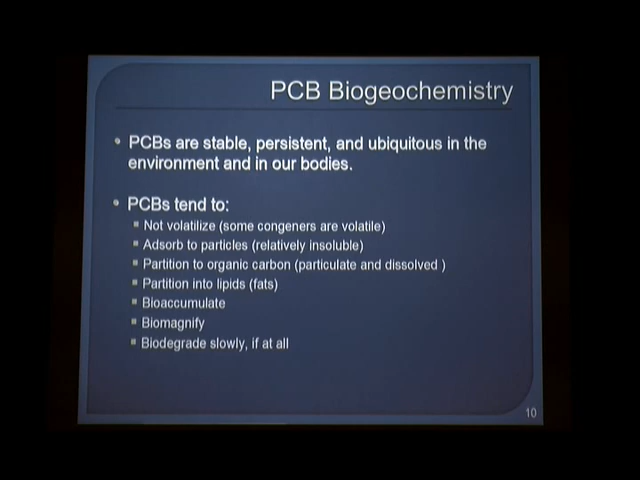 PCB Biogeochemistry
• PCBs are stable, persistent, and ubiquitous in the
environment and in our bodies.
• PCBs tend to:
▪ Not volatilize (some congeners are volatile)
▪ Adsorb to particles (relatively insoluble)
▪ Partition to organic carbon (particulate and dissolved )
▪ Partition into lipids (fats)
▪ Bioaccumulate
▪ Biomagnify
▪ Biodegrade slowly, if at all
10